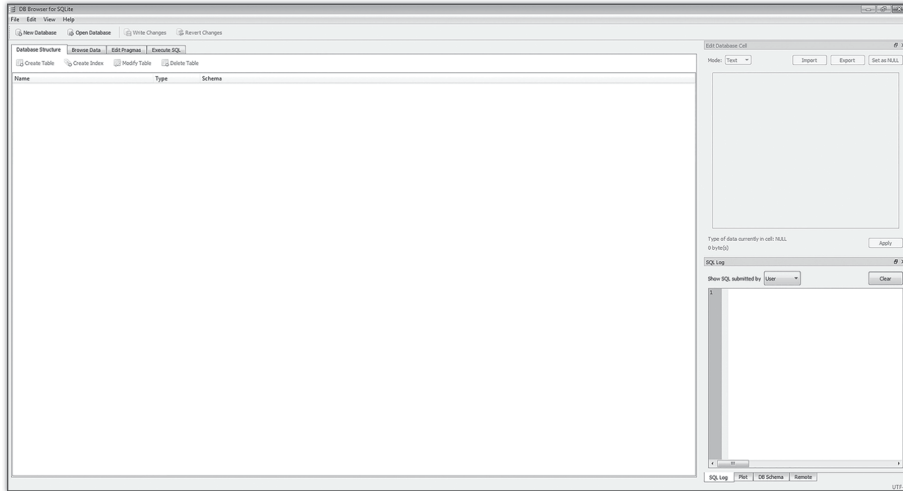 DB Browser for SQLite
File Edit View Help
New Database Open Database Write Changes Revert Changes
Database Structure Browse Data Edit Pragmas Execute SQL
Create Table Create Index Modify Table Delete Table
Name Type Schema
Edit Database Cell
Mode: Text Import Export Set as NULL
Type of data currently in cell: NULL
0 byte(s)
Apply
SQL Log
Show SQL submitted by User Clear
1
SQL Log Plot DB Schema Remote
UTF-